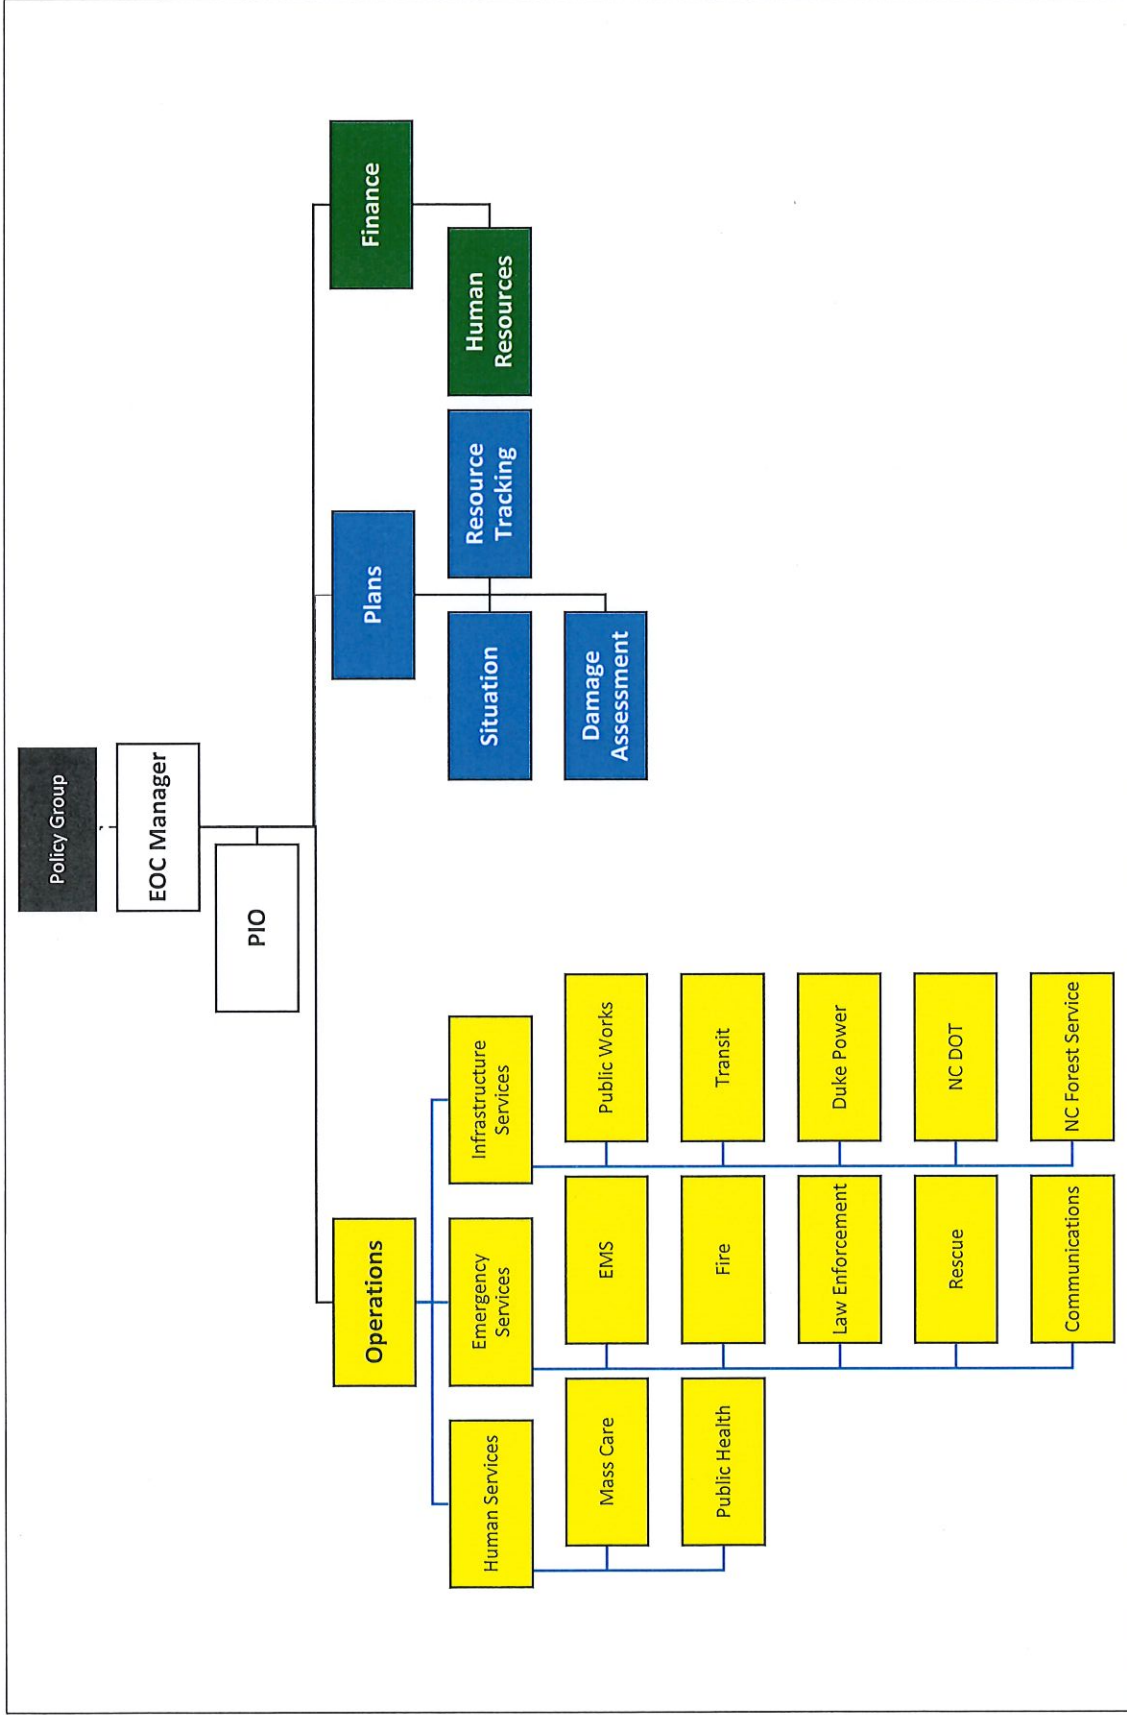 Policy Group
EOC Manager
PIO
Operations
Plans
Finance
Human Services
Emergency
Services
Infrastructure
Services
Situation
Resource
Tracking
Human
Resources
Mass Care
EMS
Public Works
Damage
Assessment
Public Health
Fire
Transit
Law Enforcement
Duke Power
Rescue
NC DOT
Communications
NC Forest Service